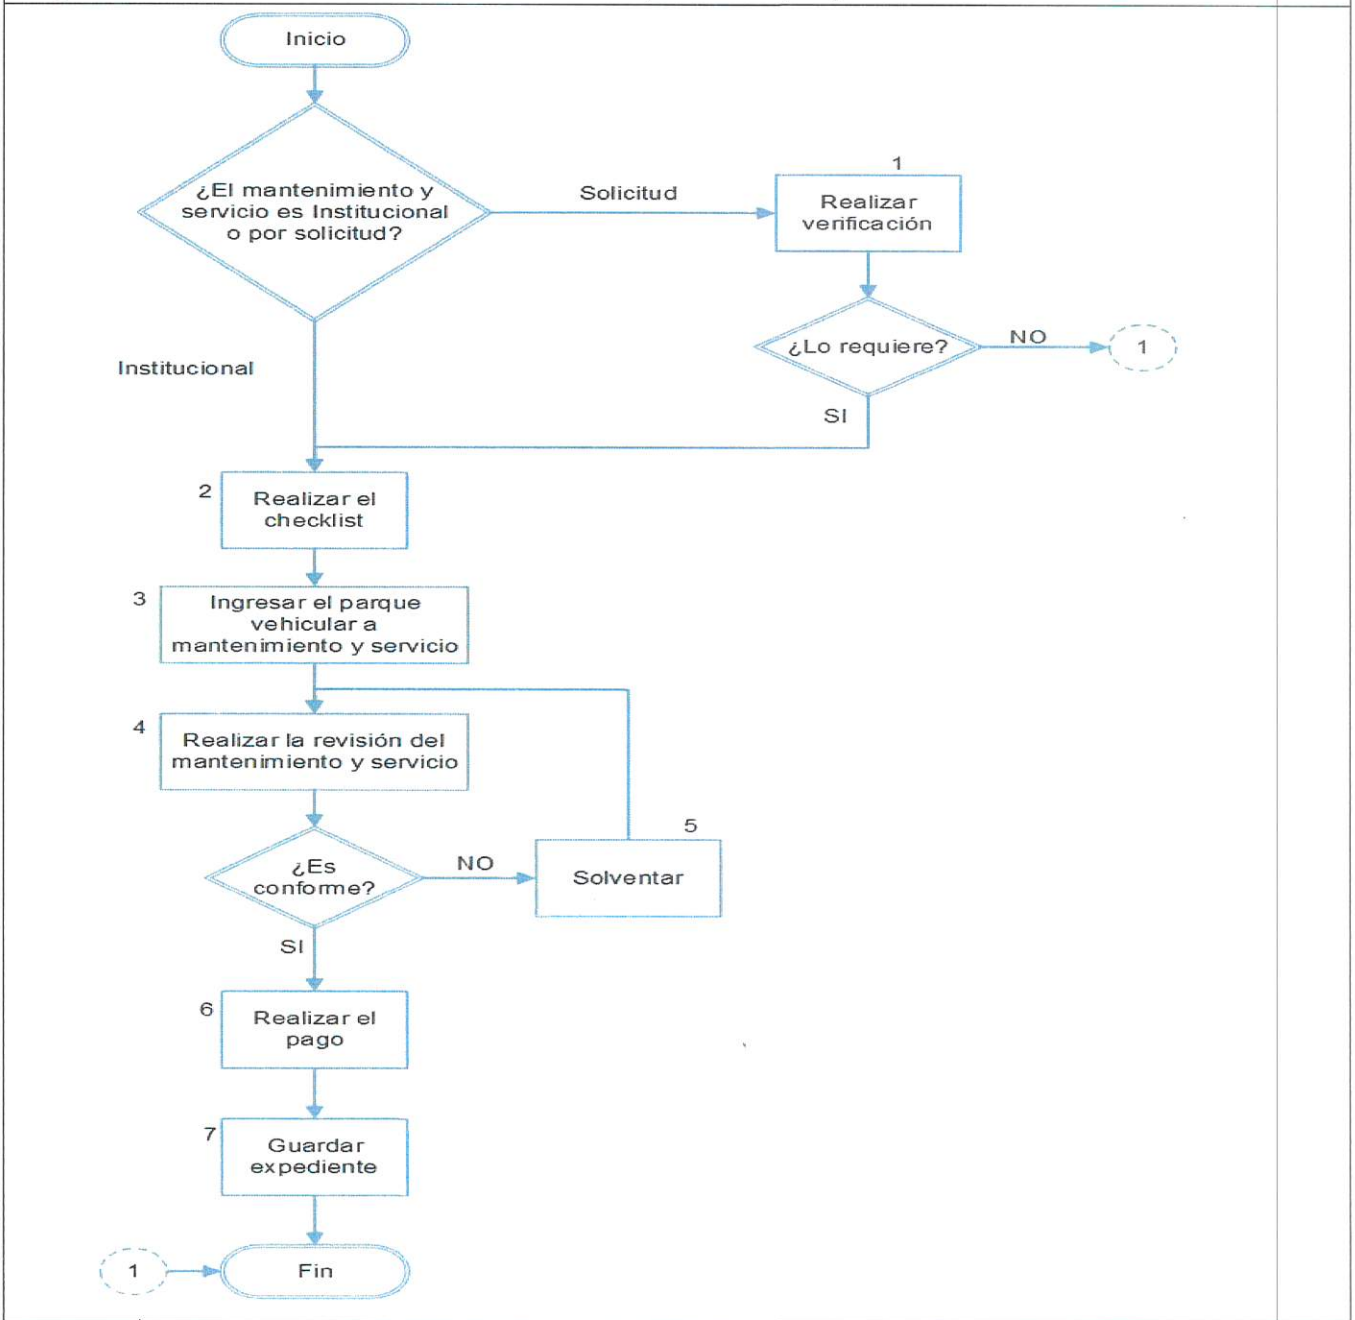 Inicio
¿El mantenimiento y
servicio es Institucional
o por solicitud?
Solicitud
1
Realizar
verificación
¿Lo requiere?
NO
1
SI
Institucional
2
Realizar el
checklist
3
Ingresar el parque
vehicular a
mantenimiento y servicio
4
Realizar la revisión del
mantenimiento y servicio
¿Es
conforme?
NO
5
Solventar
SI
6
Realizar el
pago
7
Guardar
expediente
1
Fin